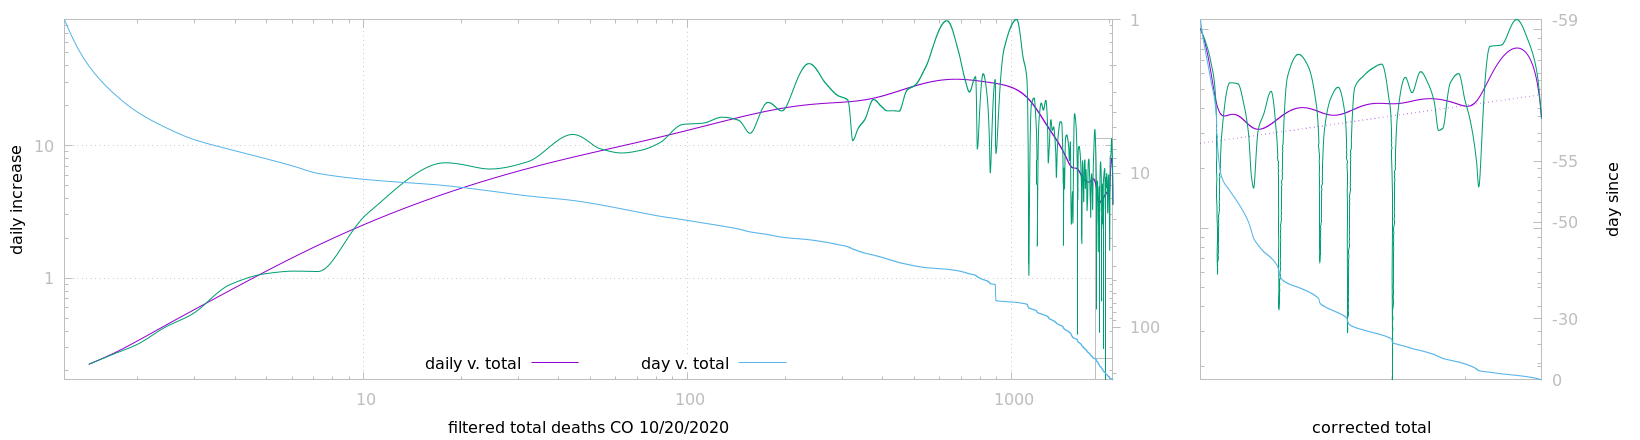 daily increase
10
1
daily v. total
day v. total
10
100
1000
1
10
100
filtered total deaths CO 10/20/2020
-59
-55
-50
-30
0
day since
corrected total